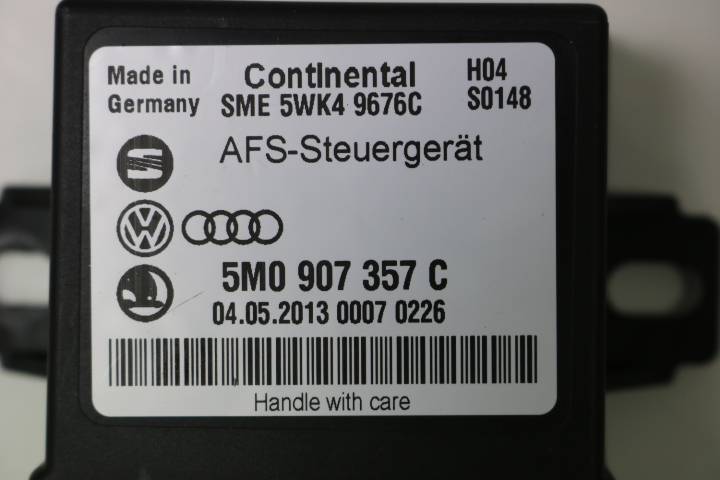 Made in
Germany
Continental
SME 5WK4 9676C
H04
S0148
AFS-Steuergerät
5M0 907 357 C
04.05.2013 0007 0226
Handle with care